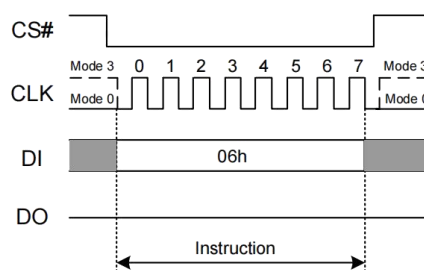 CS#
Mode 3 0 1 2 3 4 5 6 7 Mode 3
CLK
Mode 0 Mode 0
DI 06h
DO
Instruction